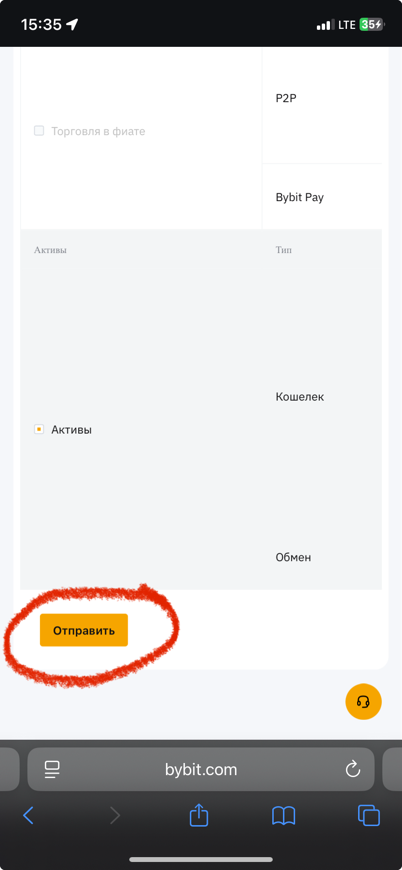 15:35
LTE
35
P2P
Торговля в фиате
Bybit Pay
Активы
Тип
Кошелек
Активы
Обмен
Отправить
bybit.com